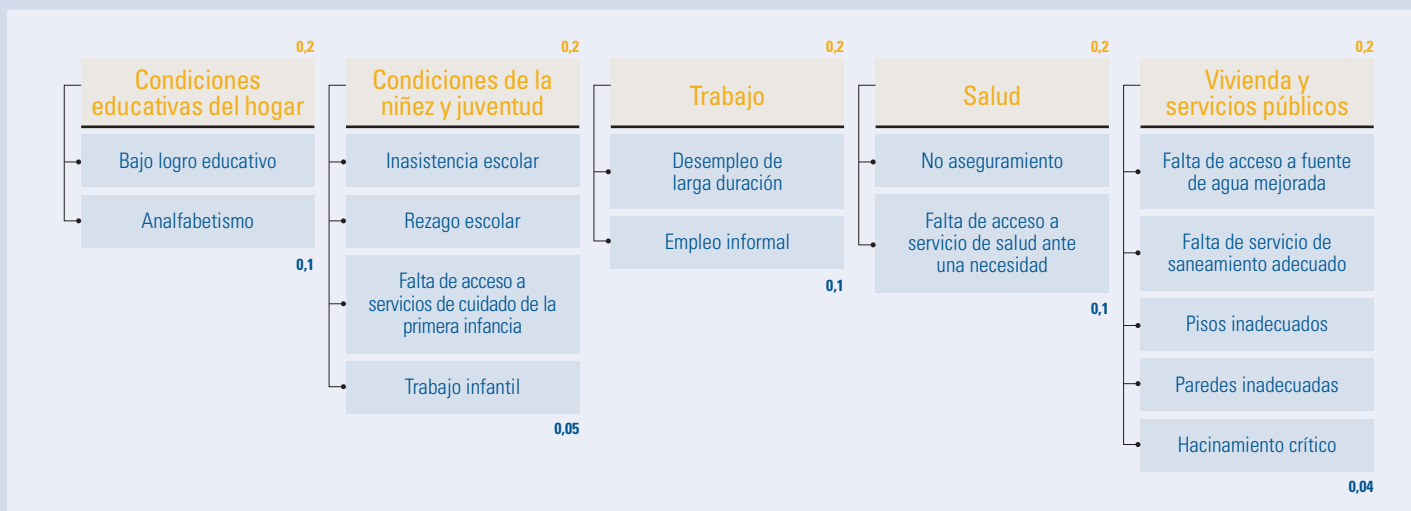 0,2
Condiciones
educativas del hogar
Bajo logro educativo
Analfabetismo
0,1
0,2
Condiciones de la
niñez y juventud
Inasistencia escolar
Rezago escolar
Falta de acceso a
servicios de cuidado de la
primera infancia
Trabajo infantil
0,05
0,2
Trabajo
Desempleo de
larga duración
Empleo informal
0,1
0,2
Salud
No aseguramiento
Falta de acceso a
servicio de salud ante
una necesidad
0,1
0,2
Vivienda y
servicios públicos
Falta de acceso a fuente
de agua mejorada
Falta de servicio de
saneamiento adecuado
Pisos inadecuados
Paredes inadecuadas
Hacinamiento crítico
0,04